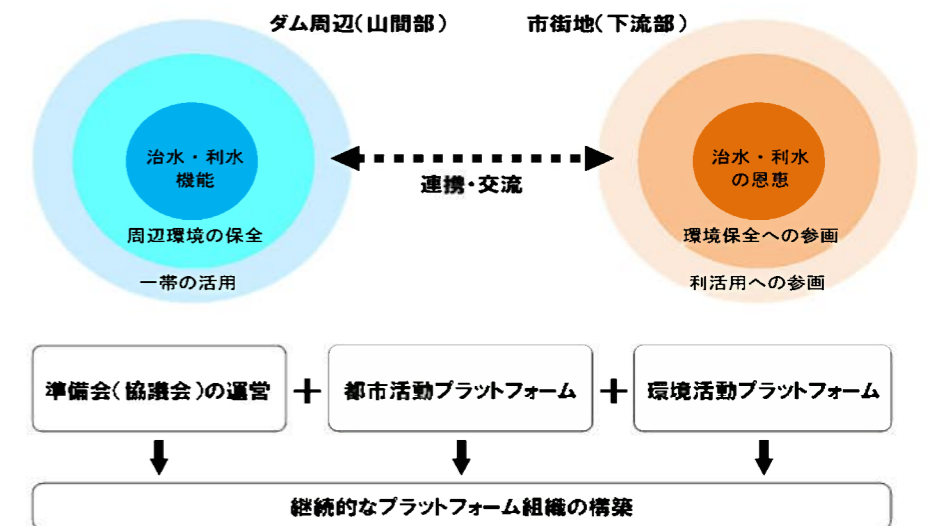 ダム周辺(山間部)
市街地(下流部)
治水・利水
機能
周辺環境の保全
一帯の活用
連携・交流
治水・利水
の恩恵
環境保全への参画
利活用への参画
準備会(協議会)の運営
+
都市活動プラットフォーム
+
環境活動プラットフォーム
継続的なプラットフォーム組織の構築